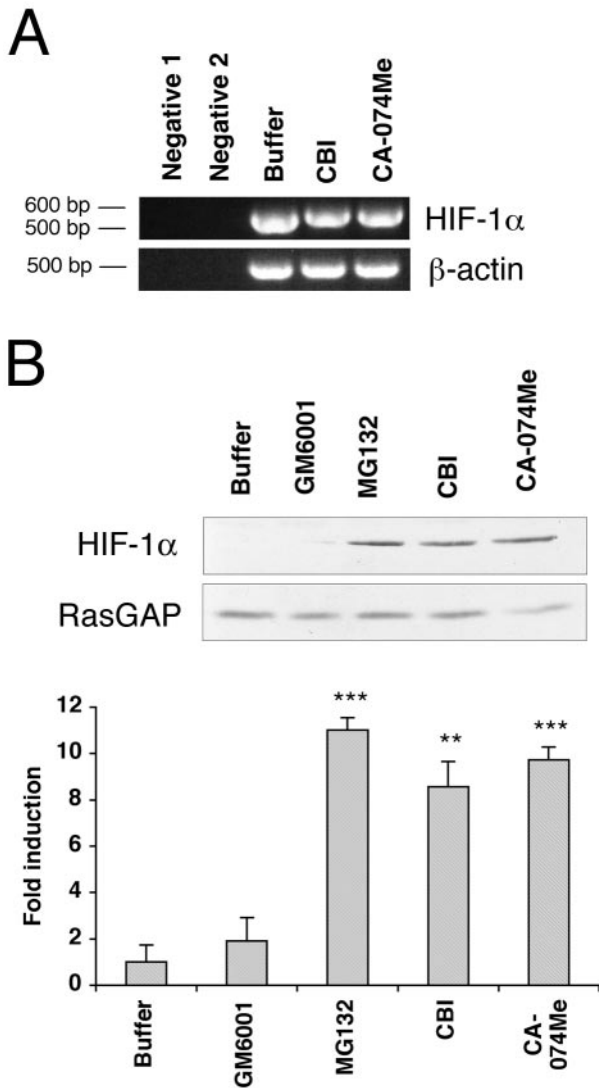 A
Negative 1
Negative 2
Buffer
CBI
CA-074Me
600 bp
500 bp
HIF-1α
500 bp
β-actin
B
Buffer
GM6001
MG132
CBI
CA-074Me
HIF-1α
RasGAP
12
10
8
6
4
2
0
Fold induction
***
**
***
Buffer
GM6001
MG132
CBI
CA-
074Me